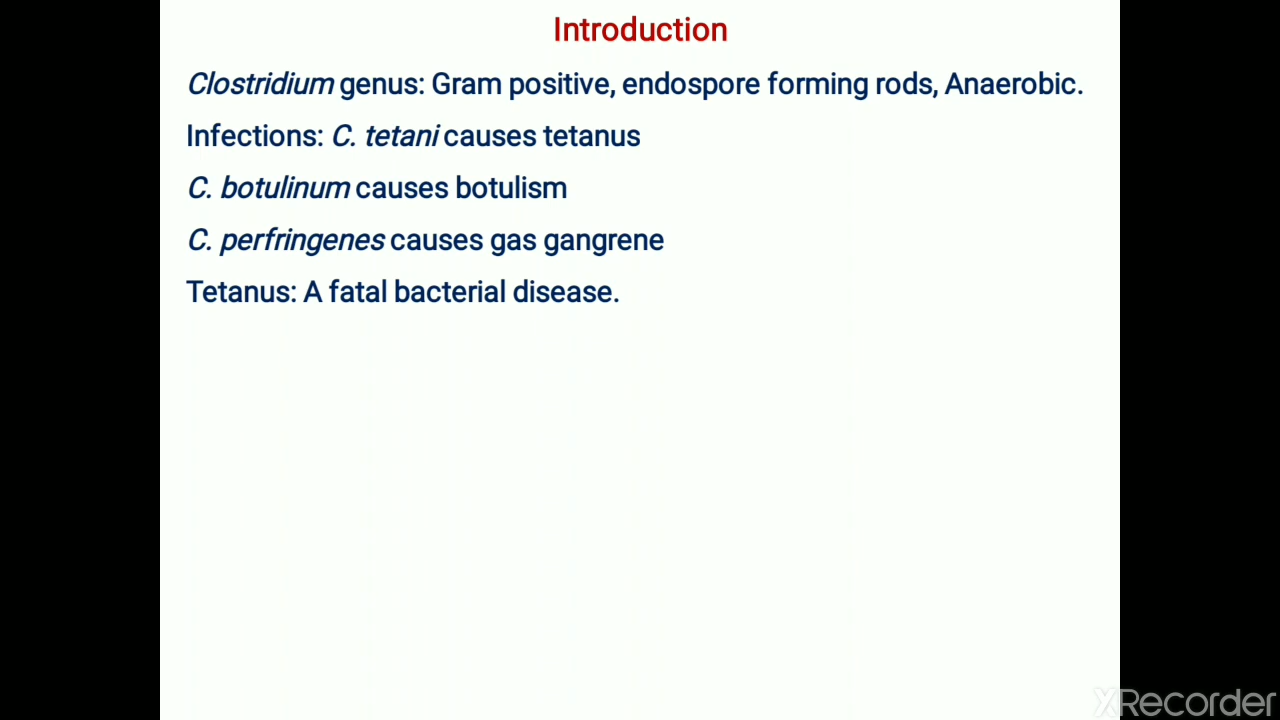 Introduction
Clostridium genus: Gram positive, endospore forming rods, Anaerobic.
Infections: C. tetani causes tetanus
C. botulinum causes botulism
C. perfringenes causes gas gangrene
Tetanus: A fatal bacterial disease.
XRecorder